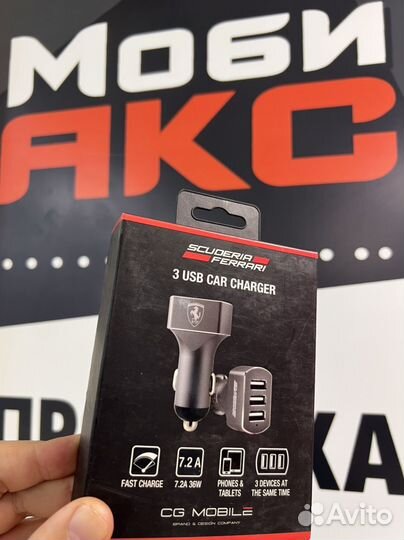 Моби
АКС
SCUDERIA
FERRARI
3 USB CAR CHARGER
7.2 A
FAST CHARGE
7.2A 36W
PHONES &
TABLETS
3 DEVICES AT
THE SAME TIME
CG MOBILE
BRAND & DESIGN COMPANY
Avito